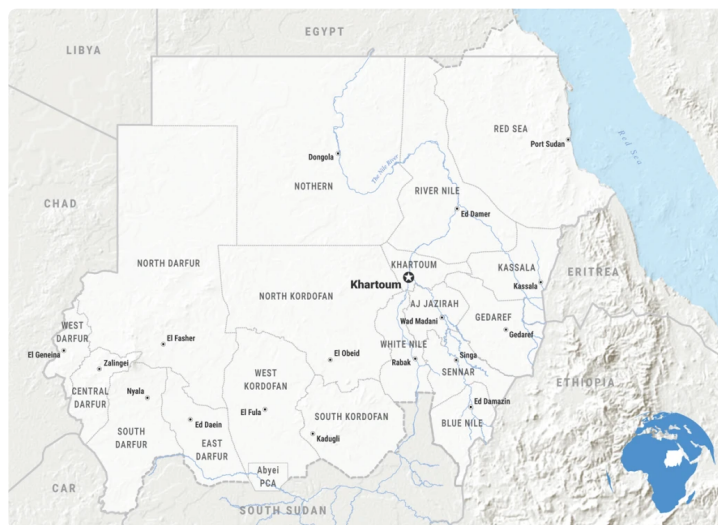 EGYPT
LIBYA
RED SEA
Port Sudan
Red Sea
Dongola
The Nile River
NOTHERN
RIVER NILE
CHAD
Ed Damer
NORTH DARFUR
KHARTOUM
KASSALA
ERITREA
Khartoum
Kassala
NORTH KORDOFAN
AJ JAZIRAH
Wad Madani
GEDAREF
Gedaref
WEST
DARFUR
El Fasher
WHITE NILE
El Geneina
El Obeid
Rabak
Singa
Zalingei
SENNAR
WEST
KORDOFAN
ETHIOPIA
CENTRAL
DARFUR
Nyala
Ed Damazin
El Fula
SOUTH KORDOFAN
Ed Daein
BLUE NILE
SOUTH
DARFUR
EAST
DARFUR
Kadugli
Abyei
PCA
CAR
SOUTH SUDAN